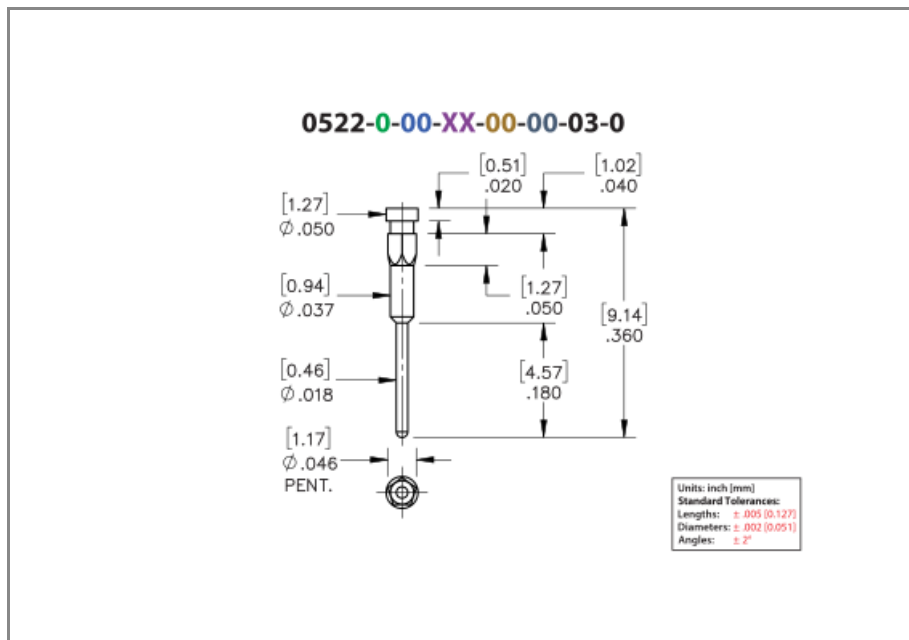 0522-0-00-XX-00-00-03-0
[0.51]
.020
[1.02]
.040
[1.27]
Ø.050
[0.94]
Ø.037
[1.27]
.050
[9.14]
.360
[0.46]
Ø.018
[4.57]
.180
[1.17]
Ø.046
PENT.
Units: inch [mm]
Standard Tolerances:
Lengths: ± .005 [0.127]
Diameters: ± .002 [0.051]
Angles: ± 2°